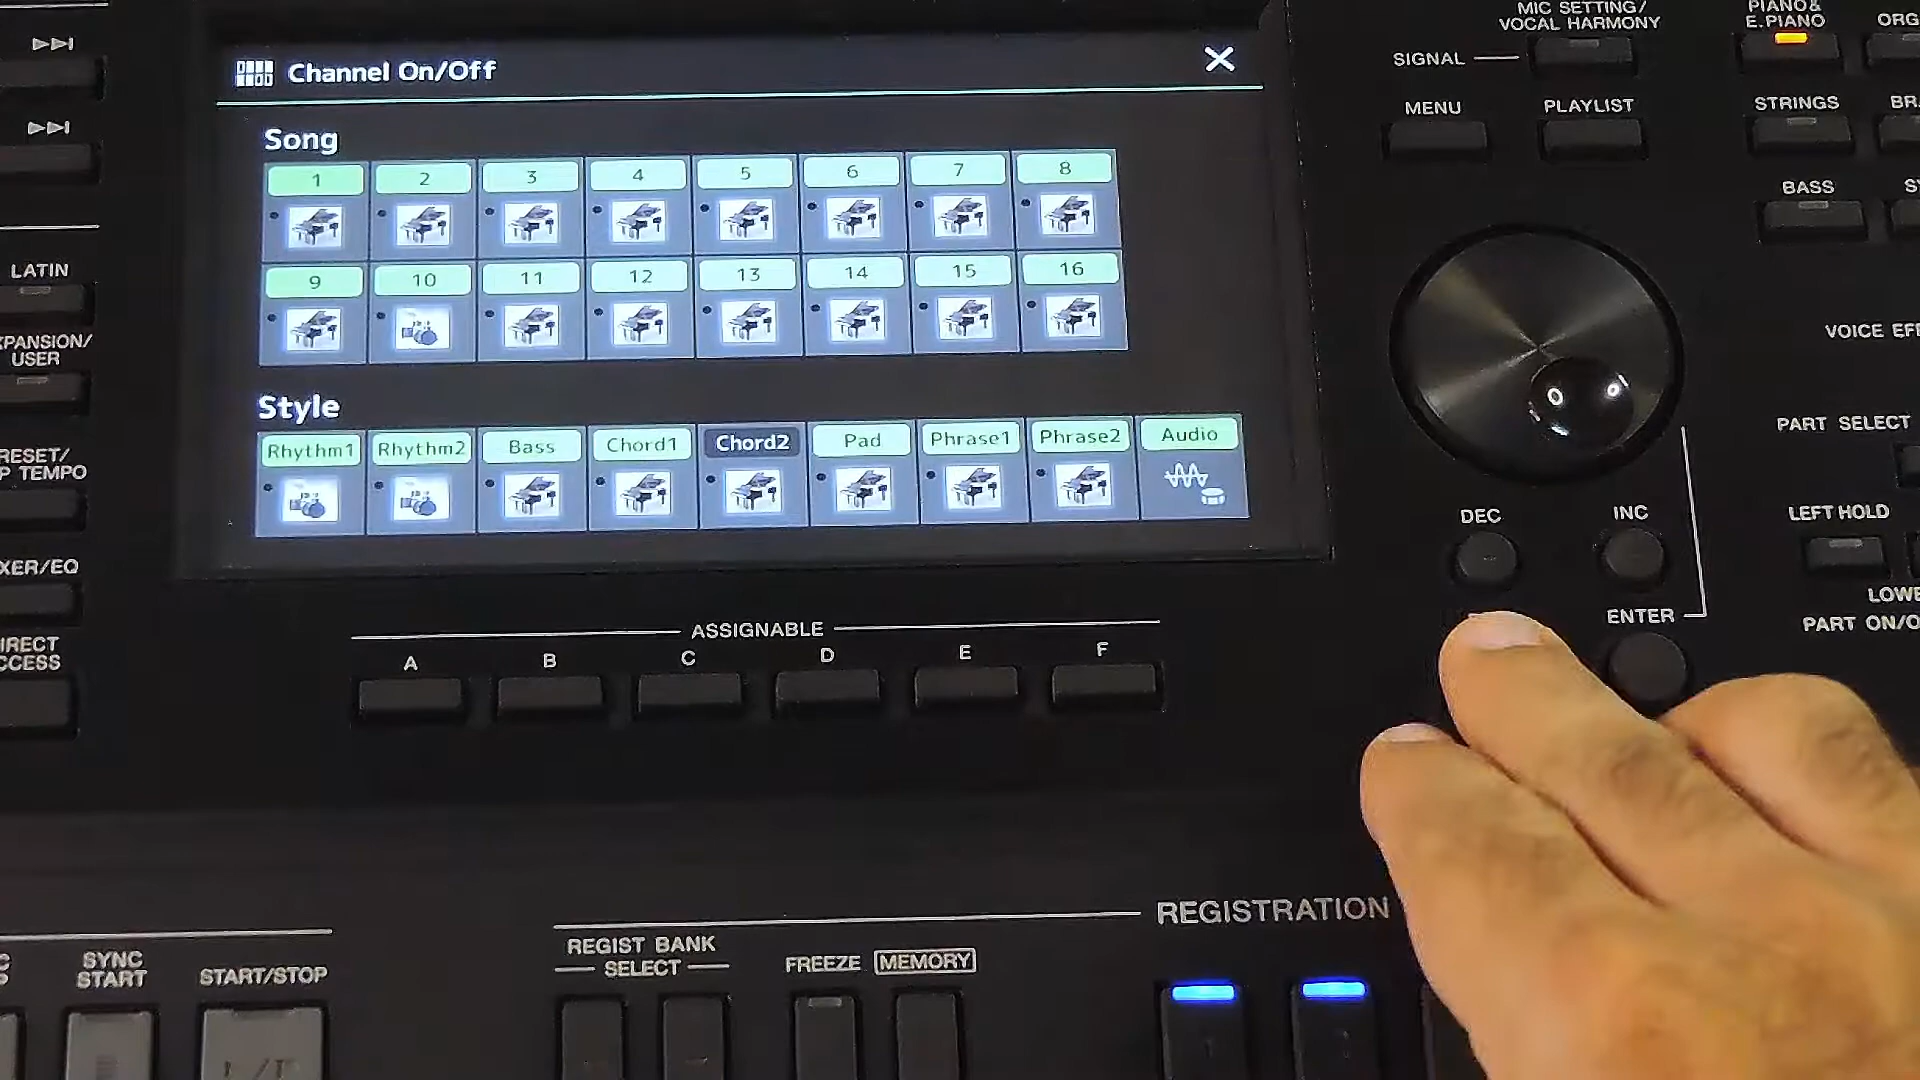 MIC SETTING/
VOCAL HARMONY
PIANO &
E.PIANO
SIGNAL
MENU
PLAYLIST
STRINGS
BASS
Channel On/Off
Song
1 2 3 4 5 6 7 8
9 10 11 12 13 14 15 16
Style
Rhythm1 Rhythm2 Bass Chord1 Chord2 Pad Phrase1 Phrase2 Audio
LATIN
USER
PART SELECT
DEC
INC
LEFT HOLD
ENTER
ASSIGNABLE
A B C D E F
REGISTRATION
SYNC
START
START/STOP
REGIST BANK
SELECT
FREEZE
MEMORY
TEMPO
VOICE
PART